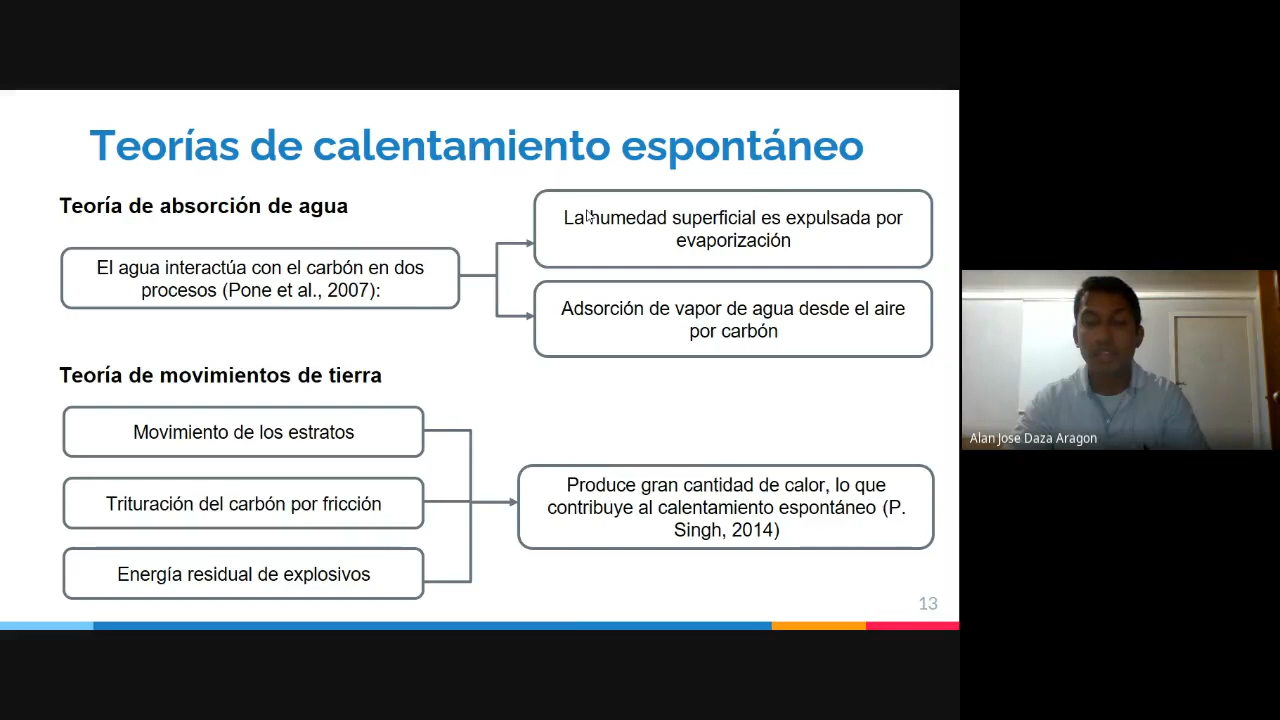 Teorías de calentamiento espontáneo
Teoría de absorción de agua
El agua interactúa con el carbón en dos
procesos (Pone et al., 2007):
La humedad superficial es expulsada por
evaporización
Adsorción de vapor de agua desde el aire
por carbón
Teoría de movimientos de tierra
Movimiento de los estratos
Trituración del carbón por fricción
Energía residual de explosivos
Produce gran cantidad de calor, lo que
contribuye al calentamiento espontáneo (P.
Singh, 2014)
13
Alan Jose Daza Aragon